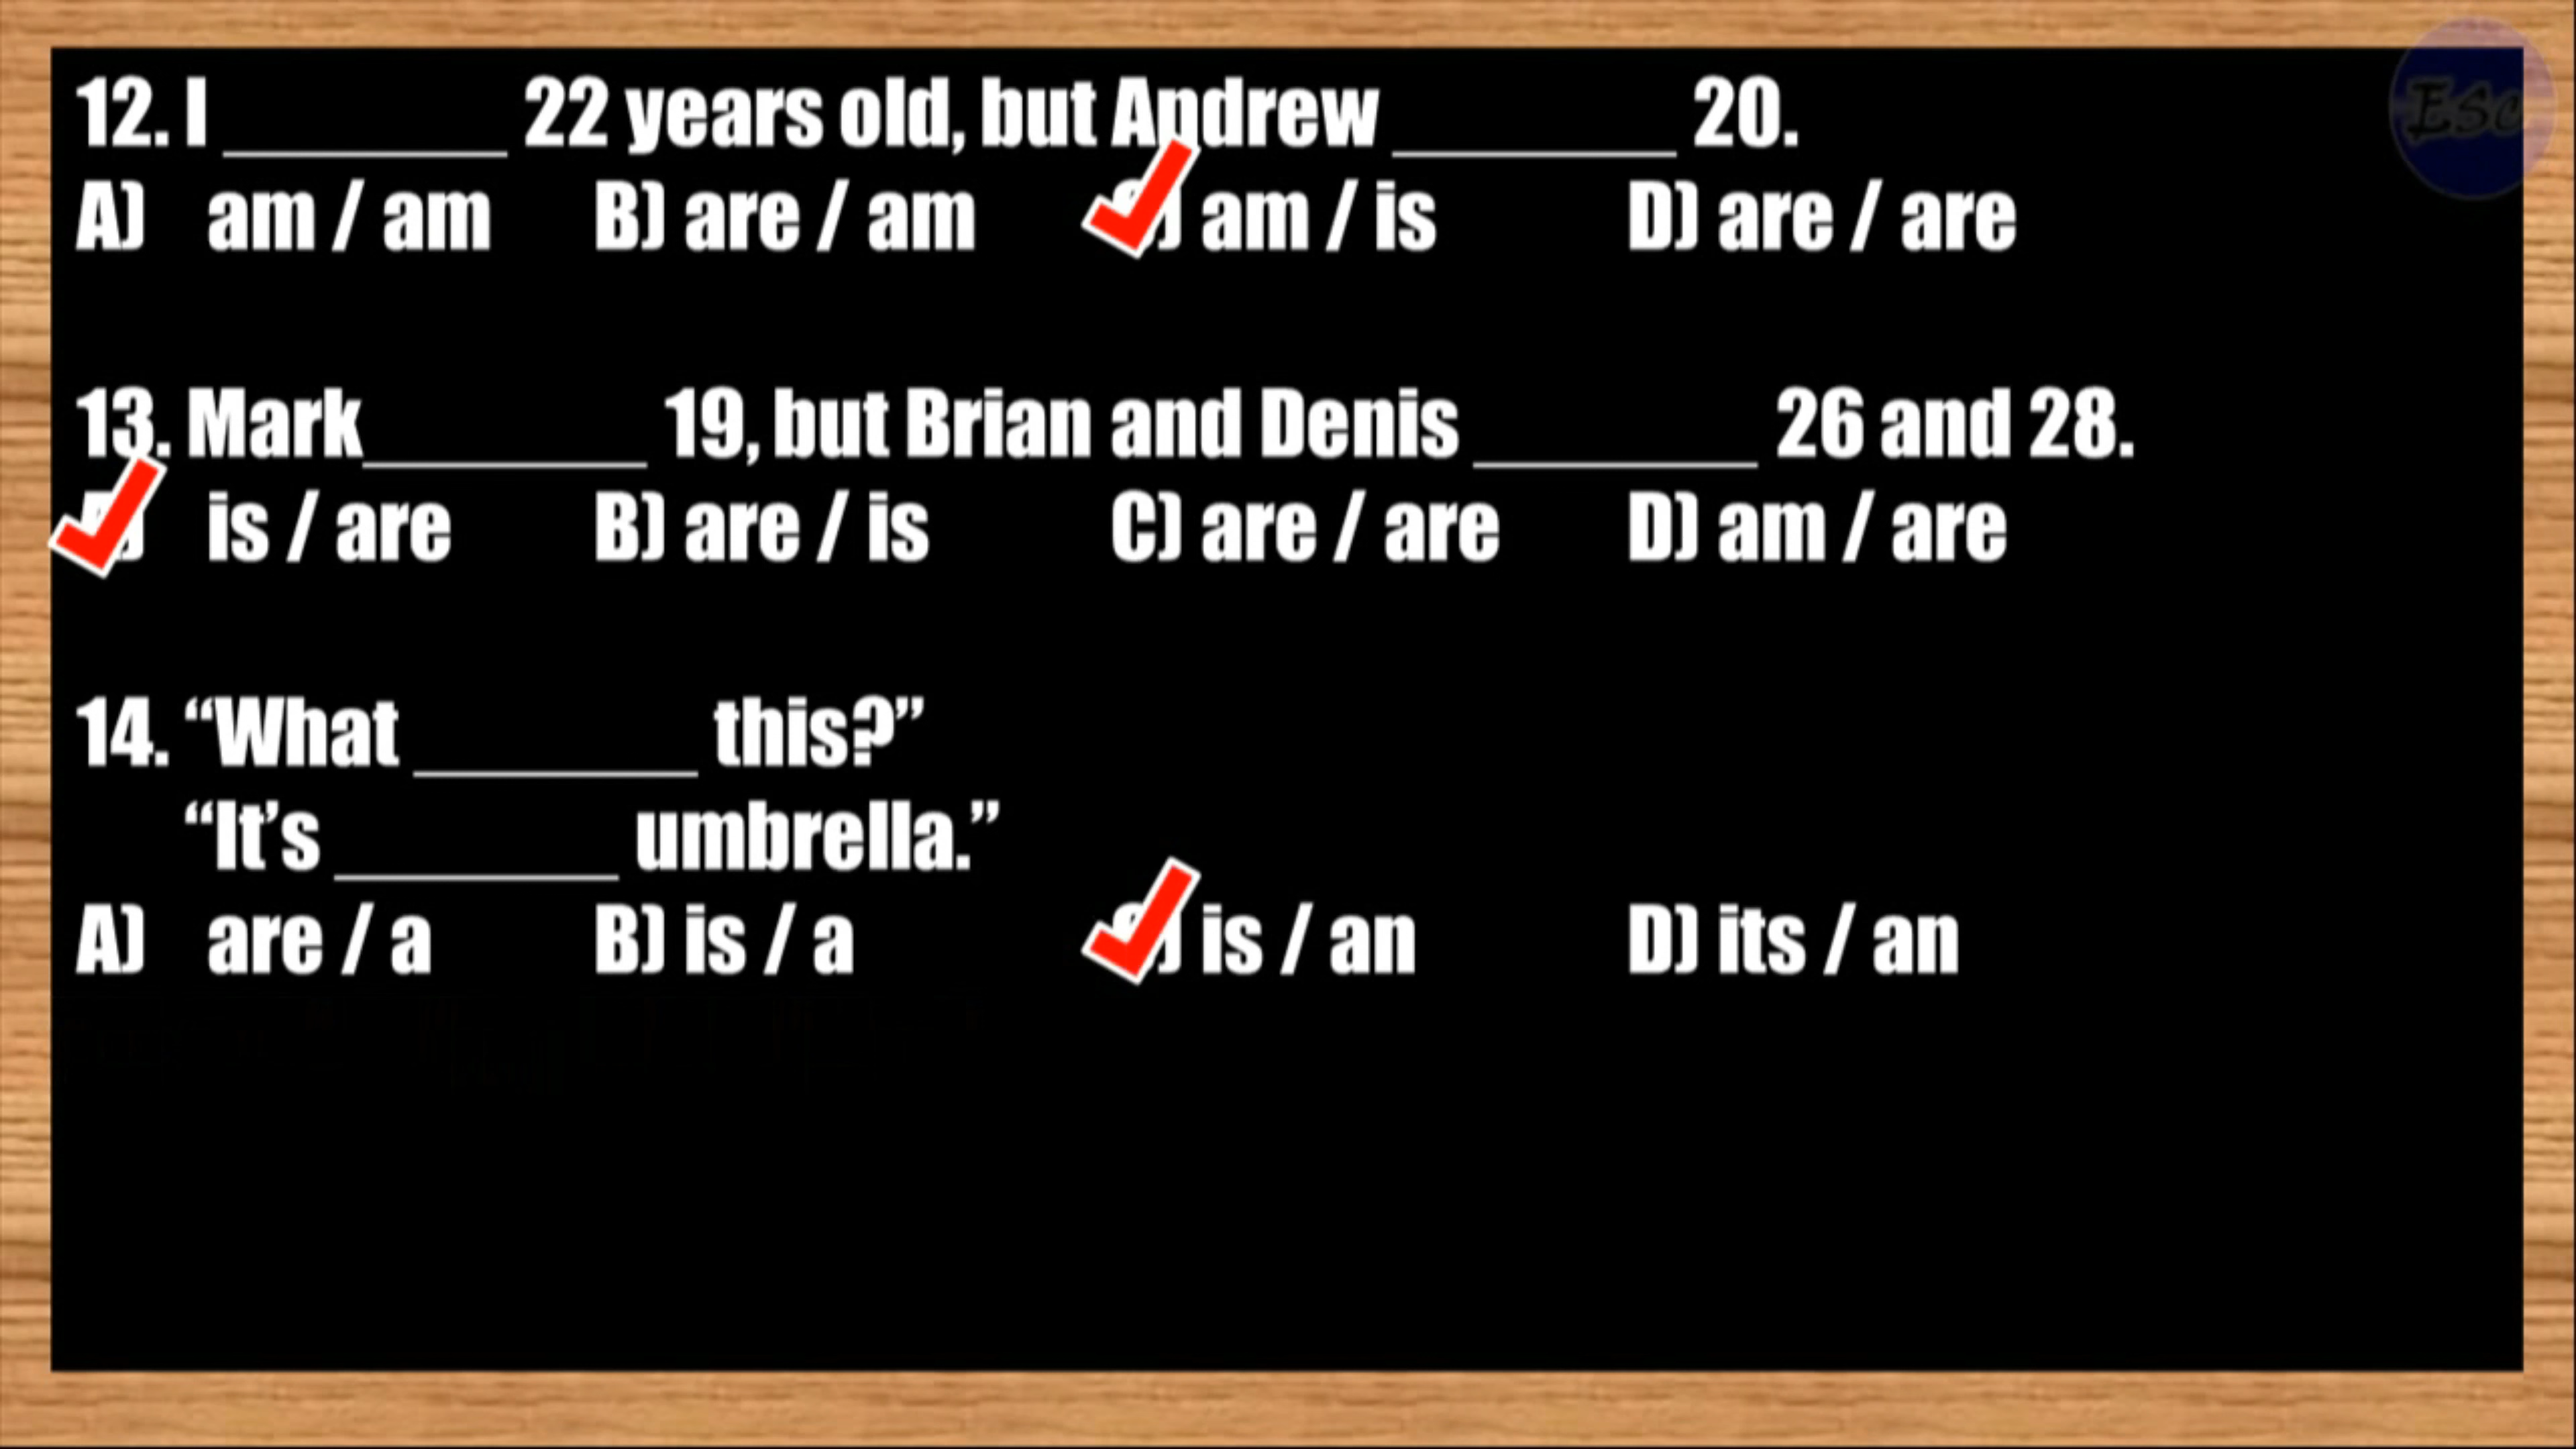 12. I ________ 22 years old, but Andrew ________ 20.
A) am / am B) are / am C) am / is D) are / are
13. Mark________ 19, but Brian and Denis ________ 26 and 28.
A) is / are B) are / is C) are / are D) am / are
14. “What ________ this?”
“It’s ________ umbrella.”
A) are / a B) is / a C) is / an D) its / an
Esc